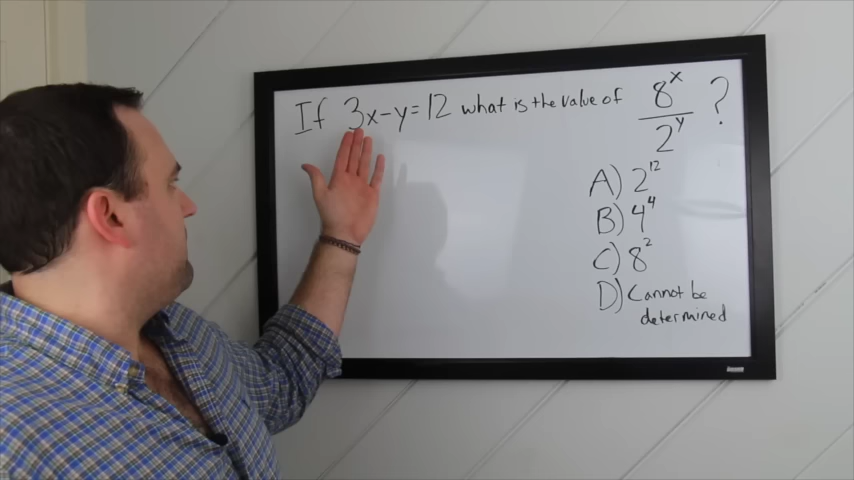 If 3x-y=12 what is the value of 8^x/2^y ?
A) 2^12
B) 4^4
C) 8^2
D) Cannot be
determined